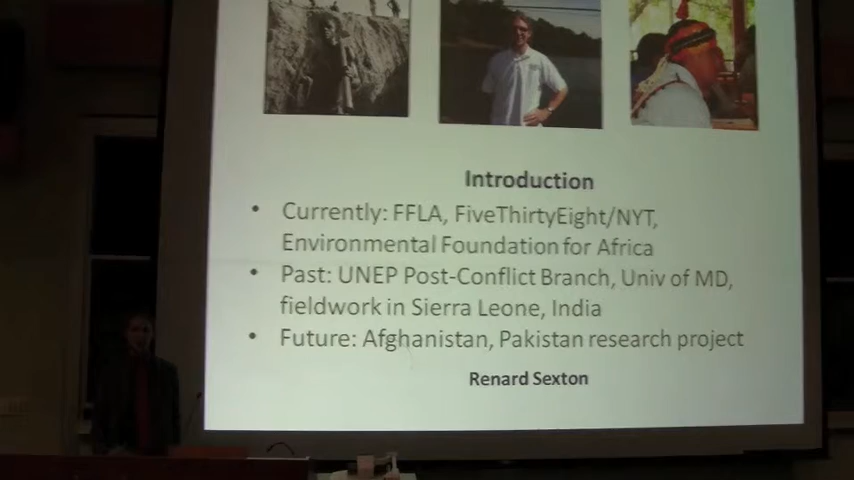 Introduction
• Currently: FFLA, FiveThirtyEight/NYT,
Environmental Foundation for Africa
• Past: UNEP Post-Conflict Branch, Univ of MD,
fieldwork in Sierra Leone, India
• Future: Afghanistan, Pakistan research project
Renard Sexton